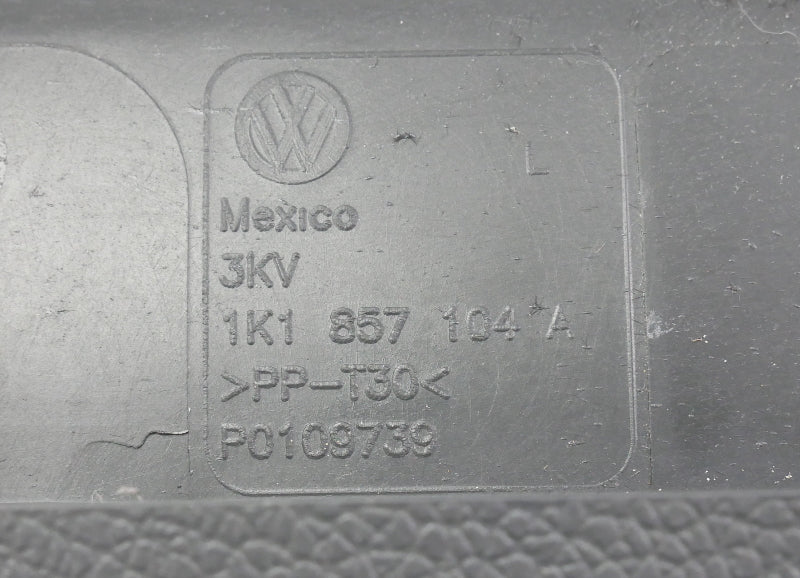 L
Mexico
3KV
1K1 857 104 A
>PP-T30<
P0109739